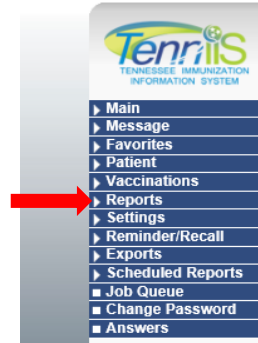 TennIIS
TENNESSEE IMMUNIZATION
INFORMATION SYSTEM
Main
Message
Favorites
Patient
Vaccinations
Reports
Settings
Reminder/Recall
Exports
Scheduled Reports
Job Queue
Change Password
Answers